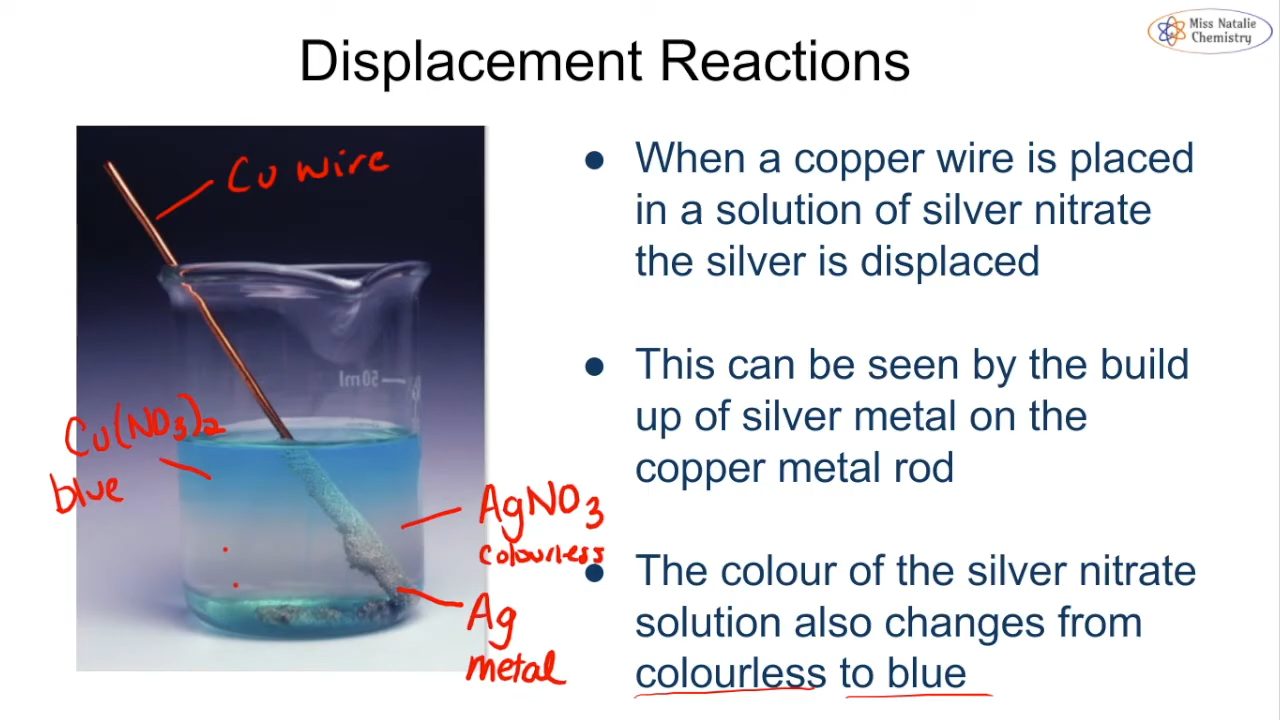 Miss Natalie
Chemistry
Displacement Reactions
Cu wire
50 ml
Cu(NO3)2
blue
AgNO3
colourless
Ag
metal
● When a copper wire is placed
in a solution of silver nitrate
the silver is displaced
● This can be seen by the build
up of silver metal on the
copper metal rod
● The colour of the silver nitrate
solution also changes from
colourless to blue